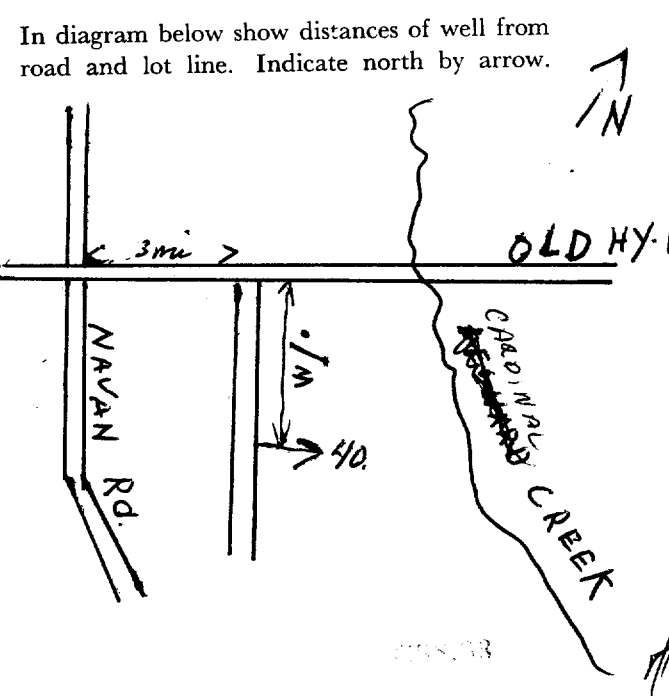 In diagram below show distances of well from
road and lot line. Indicate north by arrow.
N
3mi
OLD HY.
NAVAN Rd.
.1m
40.
CARDINAL
CREEK